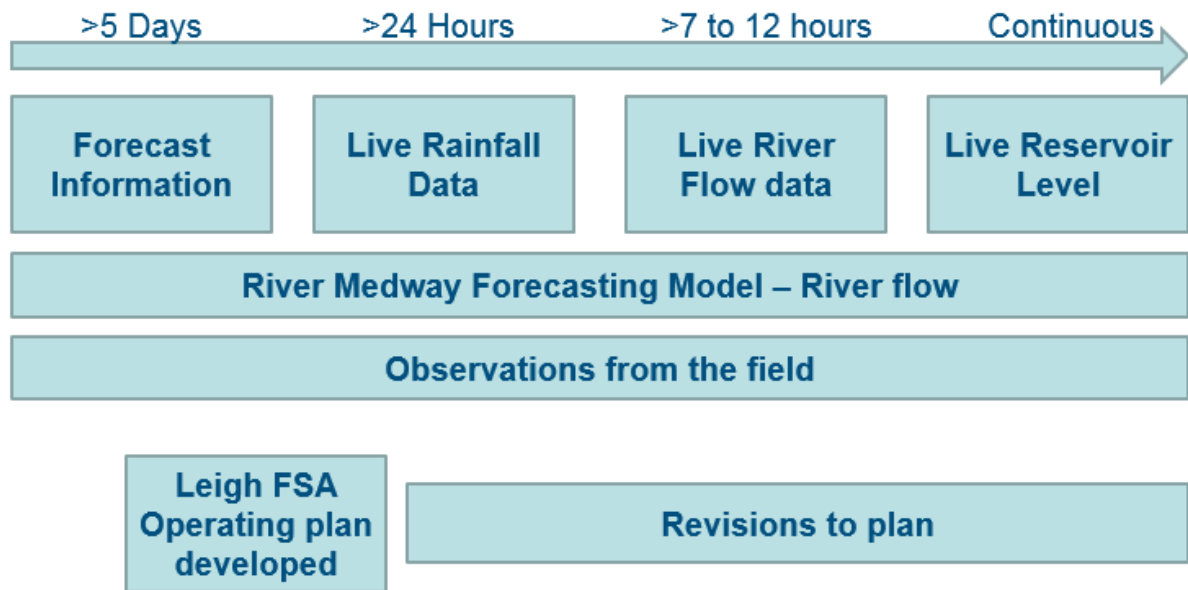 >5 Days
>24 Hours
>7 to 12 hours
Continuous
Forecast
Information
Live Rainfall
Data
Live River
Flow data
Live Reservoir
Level
River Medway Forecasting Model – River flow
Observations from the field
Leigh FSA
Operating plan
developed
Revisions to plan